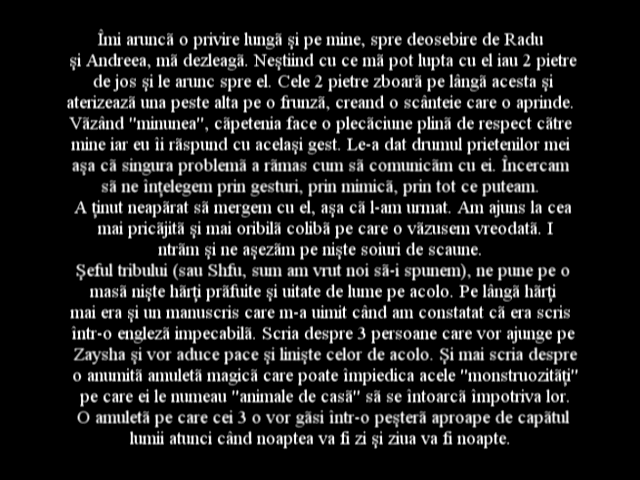 Îmi aruncă o privire lungă și pe mine, spre deosebire de Radu
și Andreea, mă dezleagă. Neștiind cu ce mă pot lupta cu el iau 2 pietre
de jos și le arunc spre el. Cele 2 pietre zboară pe lângă acesta și
aterizează una peste alta pe o frunză, creand o scânteie care o aprinde.
Văzând "minunea", căpetenia face o plecăciune plină de respect către
mine iar eu îi răspund cu același gest. Le-a dat drumul prietenilor mei
așa că singura problemă a rămas cum să comunicăm cu ei. Încercam
să ne înțelegem prin gesturi, prin mimică, prin tot ce puteam.
A ținut neapărat să mergem cu el, așa că l-am urmat. Am ajuns la cea
mai pricăjită și mai oribilă colibă pe care o văzusem vreodată. I
ntrăm și ne așezăm pe niște soiuri de scaune.
Șeful tribului (sau Shfu, sum am vrut noi să-i spunem), ne pune pe o
masă niște hărți prăfuite și uitate de lume pe acolo. Pe lângă hărți
mai era și un manuscris care m-a uimit când am constatat că era scris
într-o engleză impecabilă. Scria despre 3 persoane care vor ajunge pe
Zaysha și vor aduce pace și liniște celor de acolo. Și mai scria despre
o anumită amuletă magică care poate împiedica acele "monstruozități"
pe care ei le numeau "animale de casă" să se întoarcă împotriva lor.
O amuletă pe care cei 3 o vor găsi într-o peșteră aproape de capătul
lumii atunci când noaptea va fi zi și ziua va fi noapte.